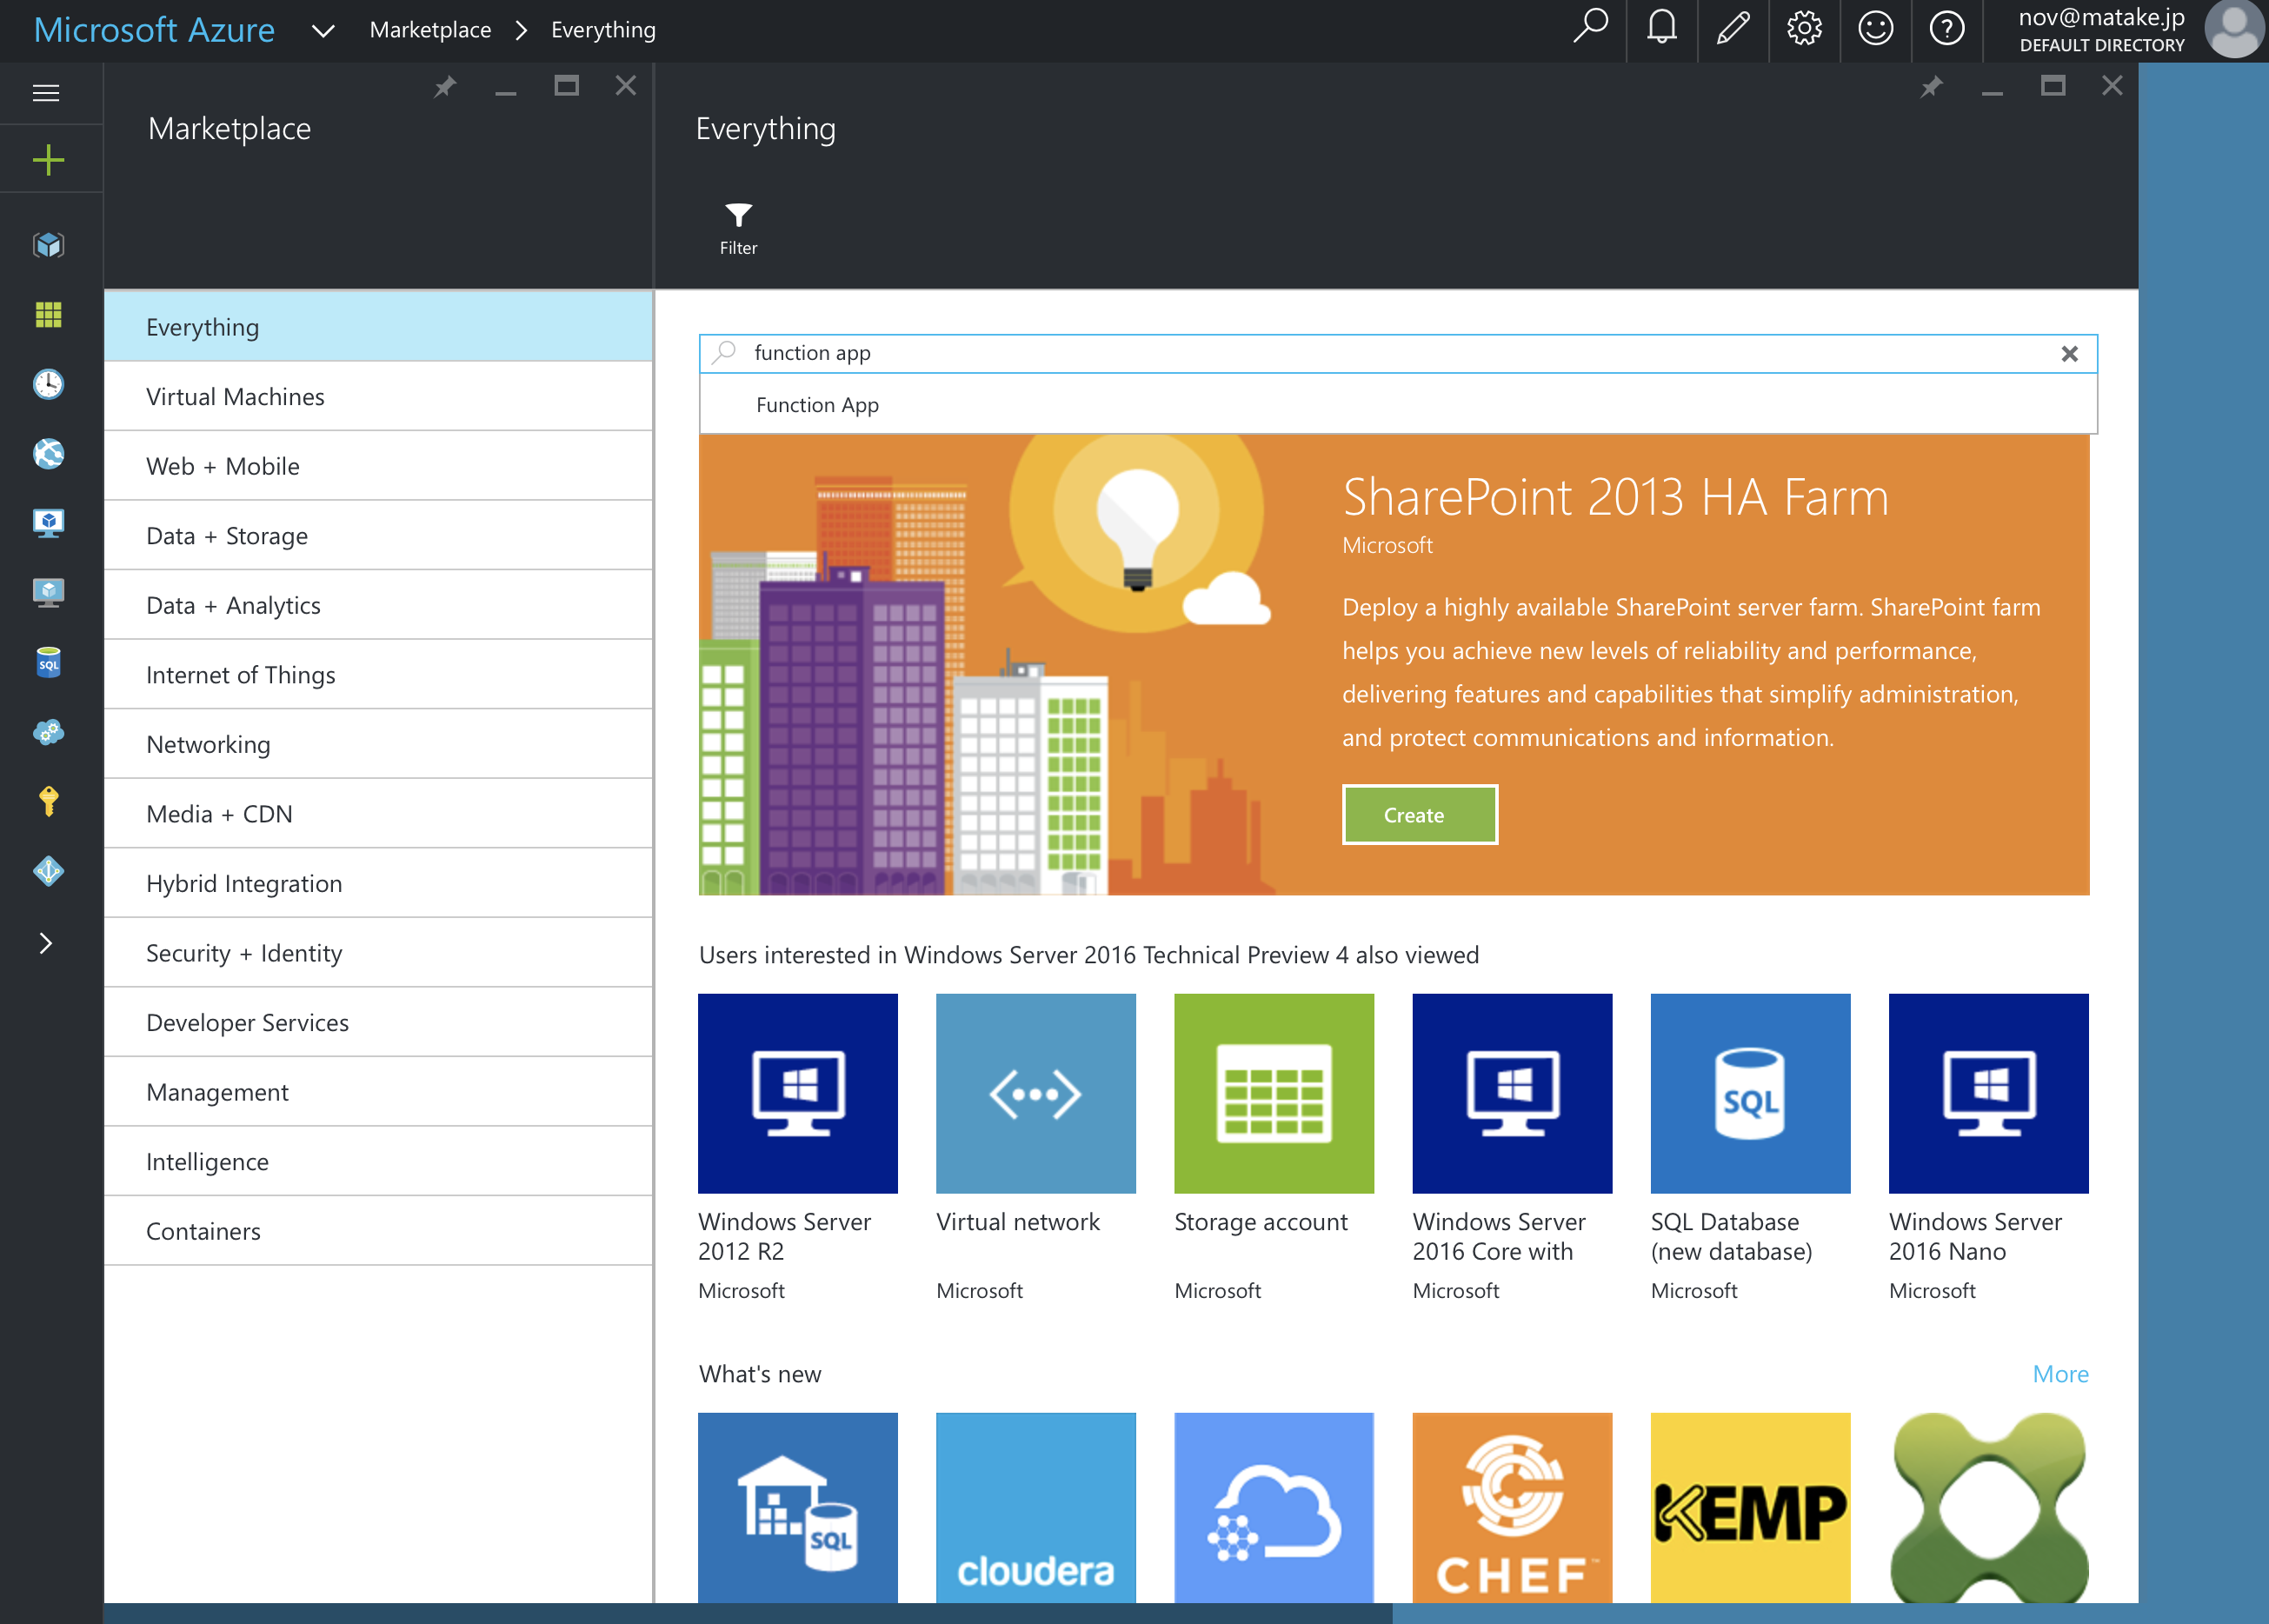 Microsoft Azure
Marketplace
Everything
nov@matake.jp
DEFAULT DIRECTORY
Marketplace
Everything
Virtual Machines
Web + Mobile
Data + Storage
Data + Analytics
Internet of Things
Networking
Media + CDN
Hybrid Integration
Security + Identity
Developer Services
Management
Intelligence
Containers
SQL
Everything
Filter
function app
Function App
SharePoint 2013 HA Farm
Microsoft
Deploy a highly available SharePoint server farm. SharePoint farm
helps you achieve new levels of reliability and performance,
delivering features and capabilities that simplify administration,
and protect communications and information.
Create
Users interested in Windows Server 2016 Technical Preview 4 also viewed
SQL
Windows Server
2012 R2
Microsoft
Virtual network
Microsoft
Storage account
Microsoft
Windows Server
2016 Core with
Microsoft
SQL Database
(new database)
Microsoft
Windows Server
2016 Nano
Microsoft
What's new
More
SQL
cloudera
CHEF
KEMP